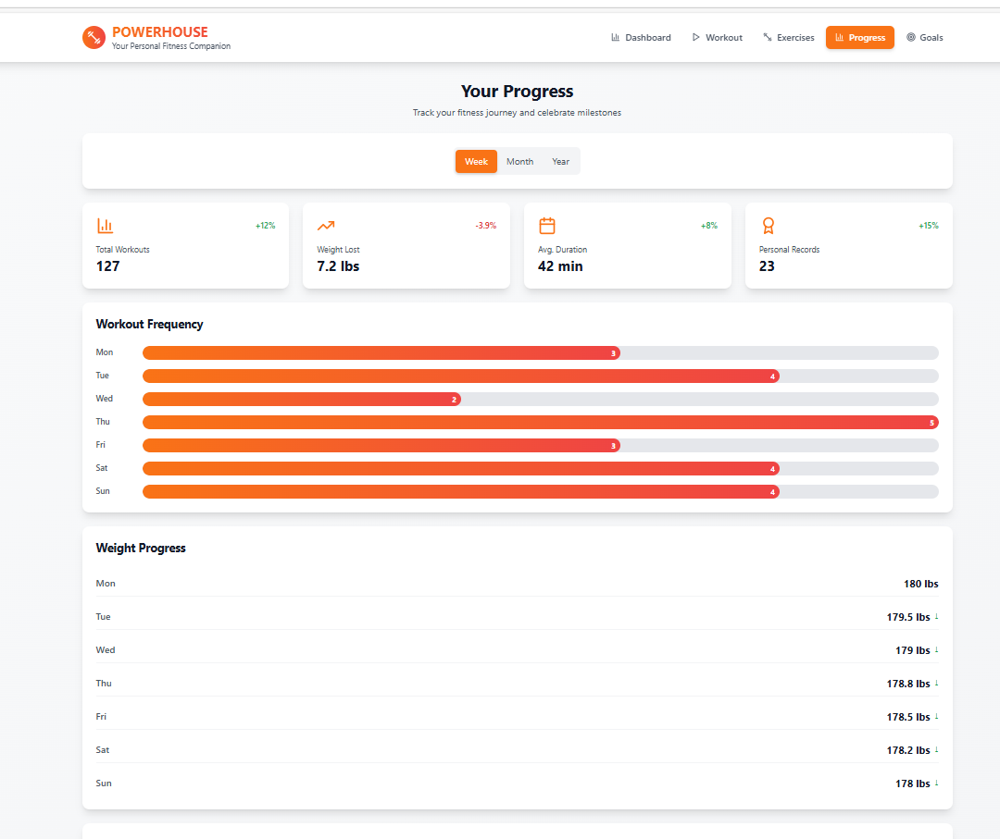 POWERHOUSE
Your Personal Fitness Companion
Dashboard Workout Exercises Progress Goals
Your Progress
Track your fitness journey and celebrate milestones
Week Month Year
+12%
Total Workouts
127
-3.9%
Weight Lost
7.2 lbs
+8%
Avg. Duration
42 min
+15%
Personal Records
23
Workout Frequency
Mon 3
Tue 4
Wed 2
Thu 5
Fri 3
Sat 4
Sun 4
Weight Progress
Mon 180 lbs
Tue 179.5 lbs ↓
Wed 179 lbs ↓
Thu 178.8 lbs ↓
Fri 178.5 lbs ↓
Sat 178.2 lbs ↓
Sun 178 lbs ↓